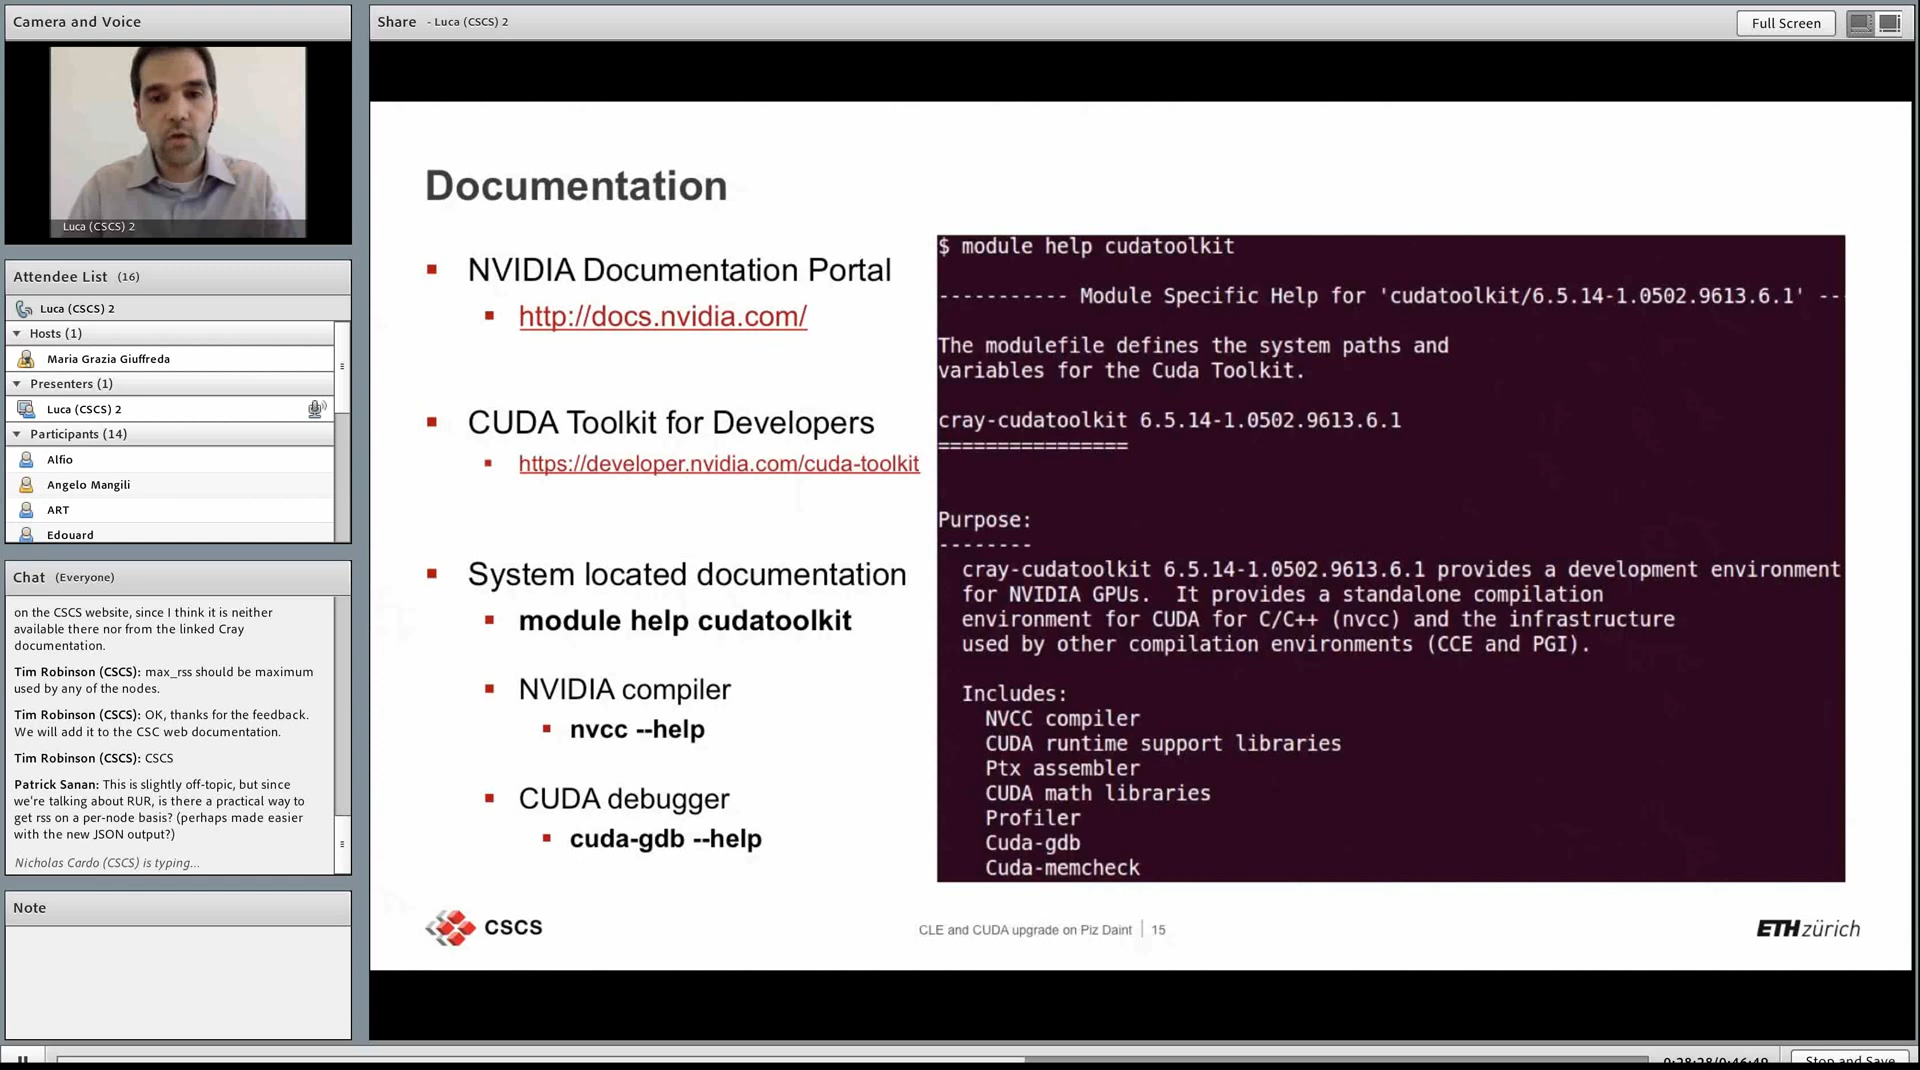 Camera and Voice
Luca (CSCS) 2
Attendee List (16)
Luca (CSCS) 2
Hosts (1)
Maria Grazia Giuffreda
Presenters (1)
Luca (CSCS) 2
Participants (14)
Alfio
Angelo Mangili
ART
Edouard
Chat (Everyone)
on the CSCS website, since I think it is neither
available there nor from the linked Cray
documentation.
Tim Robinson (CSCS): max_rss should be maximum
used by any of the nodes.
Tim Robinson (CSCS): OK, thanks for the feedback.
We will add it to the CSC web documentation.
Tim Robinson (CSCS): CSCS
Patrick Sanan: This is slightly off-topic, but since
we're talking about RUR, is there a practical way to
get rss on a per-node basis? (perhaps made easier
with the new JSON output?)
Nicholas Cardo (CSCS) is typing...
Note
Share - Luca (CSCS) 2
Full Screen
Documentation
NVIDIA Documentation Portal
http://docs.nvidia.com/
CUDA Toolkit for Developers
https://developer.nvidia.com/cuda-toolkit
System located documentation
module help cudatoolkit
NVIDIA compiler
nvcc --help
CUDA debugger
cuda-gdb --help
$ module help cudatoolkit
----------- Module Specific Help for 'cudatoolkit/6.5.14-1.0502.9613.6.1' ---
The modulefile defines the system paths and
variables for the Cuda Toolkit.
cray-cudatoolkit 6.5.14-1.0502.9613.6.1
================
Purpose:
--------
cray-cudatoolkit 6.5.14-1.0502.9613.6.1 provides a development environment
for NVIDIA GPUs. It provides a standalone compilation
environment for CUDA for C/C++ (nvcc) and the infrastructure
used by other compilation environments (CCE and PGI).
Includes:
NVCC compiler
CUDA runtime support libraries
Ptx assembler
CUDA math libraries
Profiler
Cuda-gdb
Cuda-memcheck
CSCS
CLE and CUDA upgrade on Piz Daint | 15
ETH zürich
0:28:28/0:46:49
Stop and Save